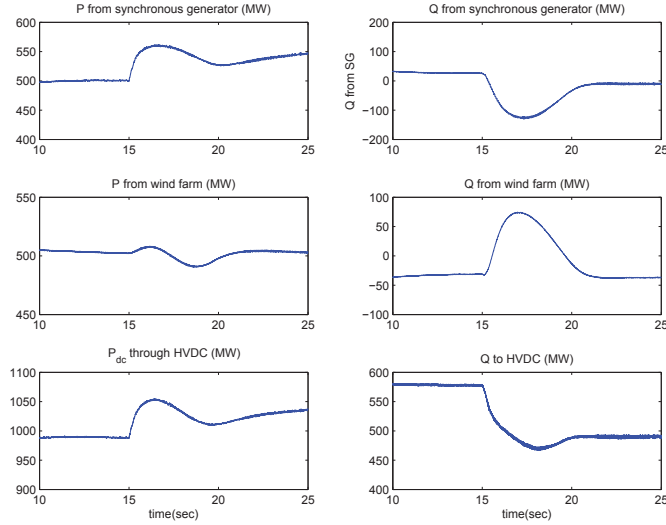 P from synchronous generator (MW)
600
550
500
450
400
10 15 20 25
Q from synchronous generator (MW)
Q from SG
200
100
0
−100
−200
10 15 20 25
P from wind farm (MW)
550
500
450
10 15 20 25
Q from wind farm (MW)
100
50
0
−50
−100
10 15 20 25
Pdc through HVDC (MW)
1100
1050
1000
950
900
10 15 20 25
time(sec)
Q to HVDC (MW)
600
550
500
450
400
10 15 20 25
time(sec)